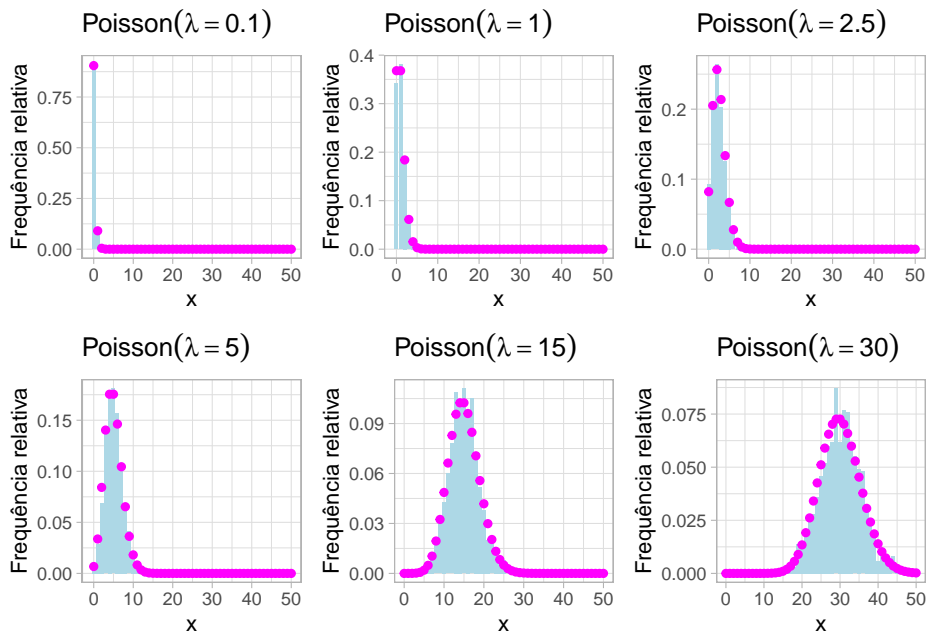 Poisson(λ = 0.1)
Frequência relativa
0.75
0.50
0.25
0.00
0 10 20 30 40 50
x
Poisson(λ = 1)
Frequência relativa
0.4
0.3
0.2
0.1
0.0
0 10 20 30 40 50
x
Poisson(λ = 2.5)
Frequência relativa
0.2
0.1
0.0
0 10 20 30 40 50
x
Poisson(λ = 5)
Frequência relativa
0.15
0.10
0.05
0.00
0 10 20 30 40 50
x
Poisson(λ = 15)
Frequência relativa
0.09
0.06
0.03
0.00
0 10 20 30 40 50
x
Poisson(λ = 30)
Frequência relativa
0.075
0.050
0.025
0.000
0 10 20 30 40 50
x